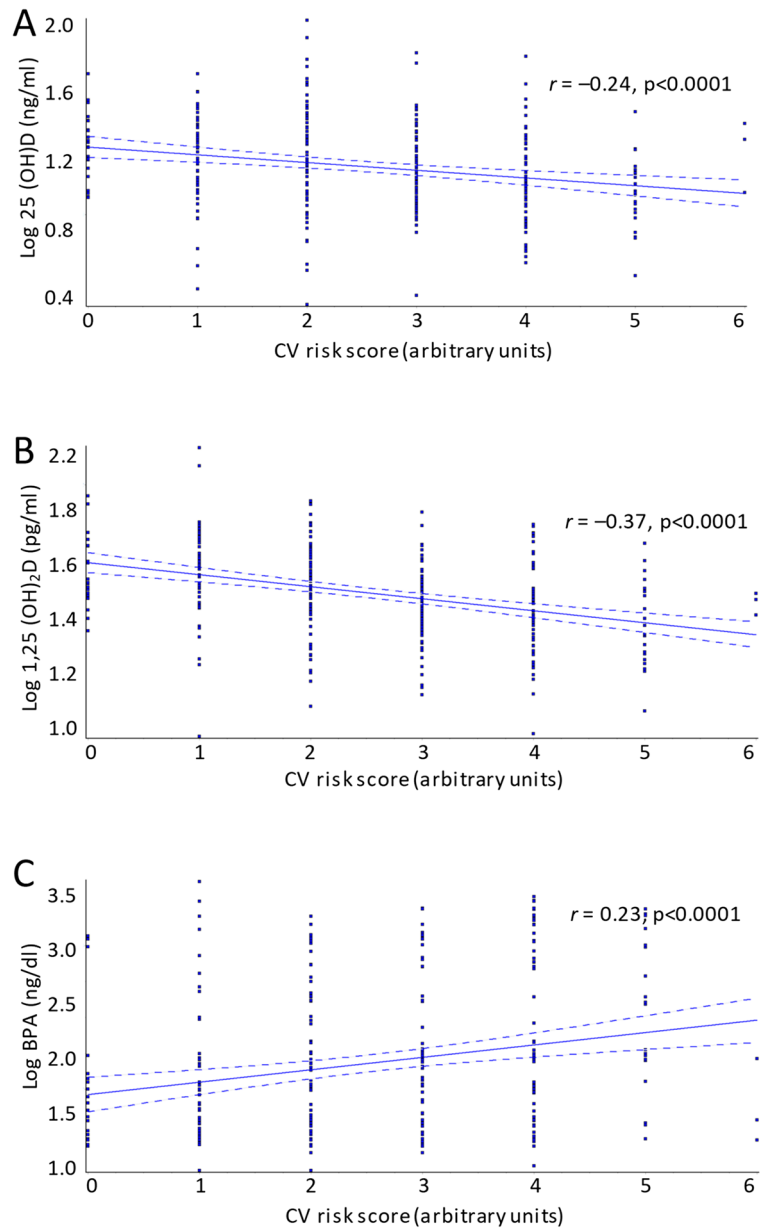 A
Log 25 (OH)D (ng/ml)
2.0
1.6
1.2
0.8
0.4
r = –0.24, p<0.0001
0 1 2 3 4 5 6
CV risk score (arbitrary units)
B
Log 1,25 (OH)2D (pg/ml)
2.2
1.8
1.6
1.4
1.2
1.0
r = –0.37, p<0.0001
0 1 2 3 4 5 6
CV risk score (arbitrary units)
C
Log BPA (ng/dl)
3.5
3.0
2.5
2.0
1.5
1.0
r = 0.23, p<0.0001
0 1 2 3 4 5 6
CV risk score (arbitrary units)